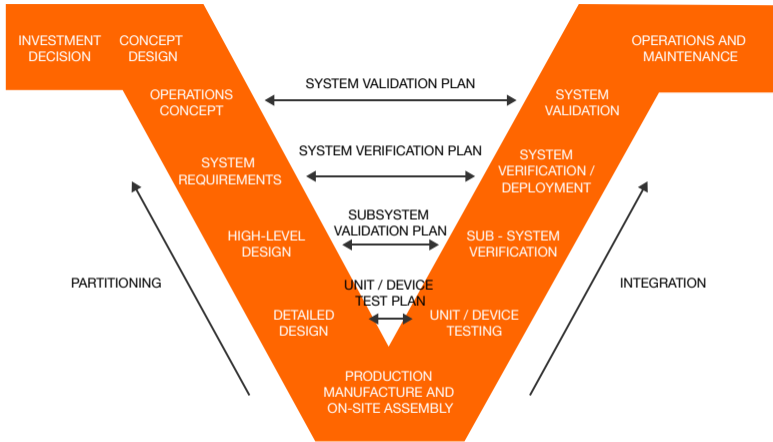 INVESTMENT
DECISION
CONCEPT
DESIGN
OPERATIONS AND
MAINTENANCE
SYSTEM VALIDATION PLAN
OPERATIONS
CONCEPT
SYSTEM
VALIDATION
SYSTEM VERIFICATION PLAN
SYSTEM
REQUIREMENTS
SYSTEM
VERIFICATION /
DEPLOYMENT
SUBSYSTEM
VALIDATION PLAN
HIGH-LEVEL
DESIGN
SUB - SYSTEM
VERIFICATION
PARTITIONING
UNIT / DEVICE
TEST PLAN
INTEGRATION
DETAILED
DESIGN
UNIT / DEVICE
TESTING
PRODUCTION
MANUFACTURE AND
ON-SITE ASSEMBLY